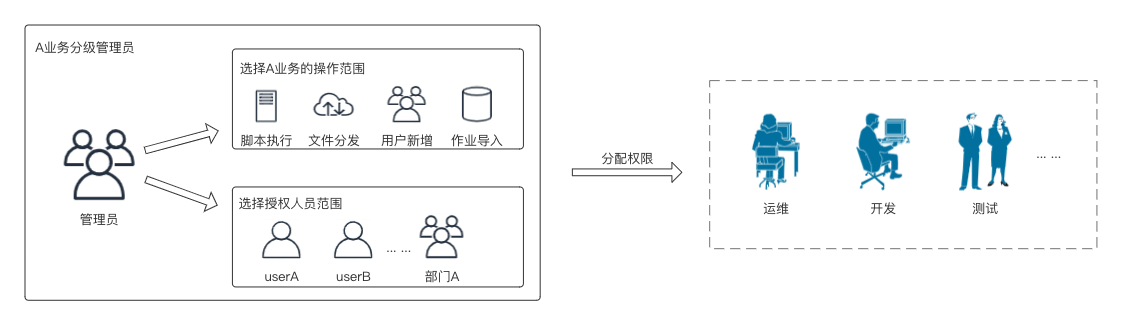 A业务分级管理员
选择A业务的操作范围
脚本执行 文件分发 用户新增 作业导入
管理员
选择授权人员范围
userA userB ... ... 部门A
分配权限
... ...
运维 开发 测试